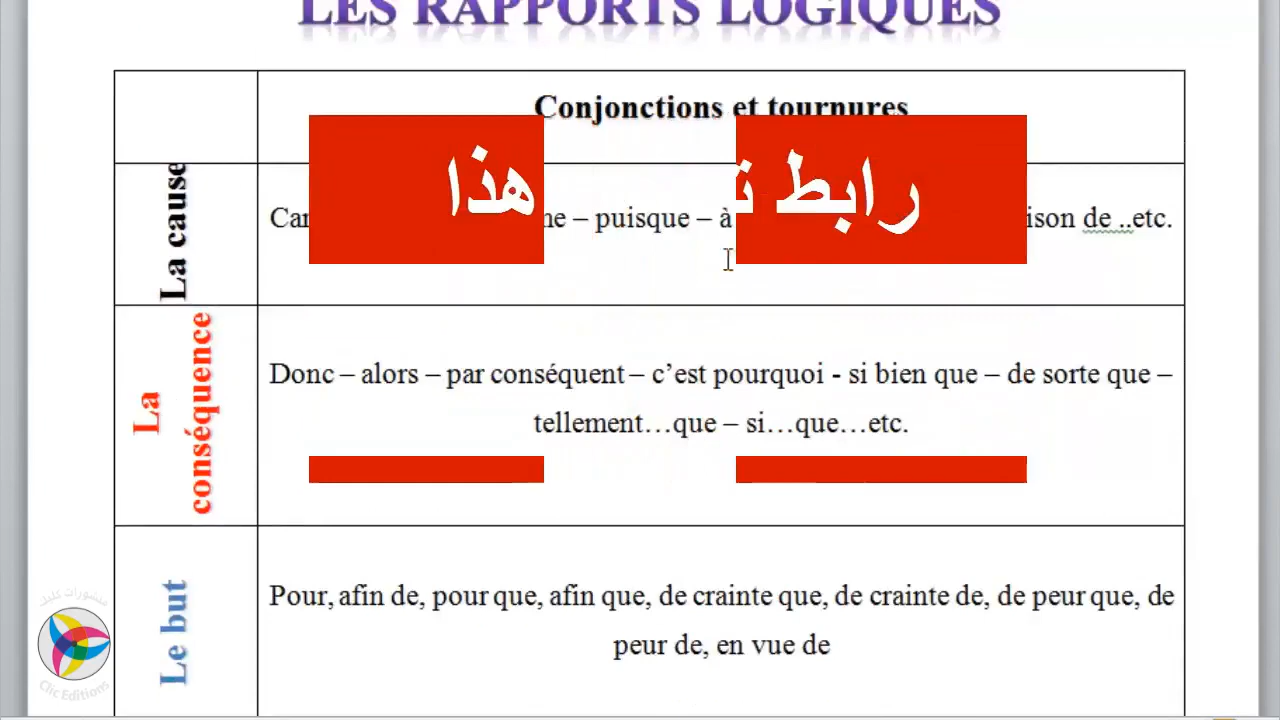 LES RAPPORTS LOGIQUES
Conjonctions et tournures
رابط
هذا
La cause
puisque – à
de ..etc.
La conséquence
Donc – alors – par conséquent – c’est pourquoi - si bien que – de sorte que –
tellement…que – si…que…etc.
Le but
Pour, afin de, pour que, afin que, de crainte que, de crainte de, de peur que, de
peur de, en vue de
منشورات كليك
Clic Editions